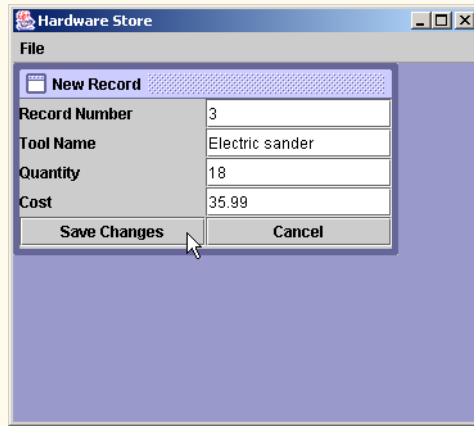 Hardware Store
File
New Record
Record Number 3
Tool Name Electric sander
Quantity 18
Cost 35.99
Save Changes Cancel